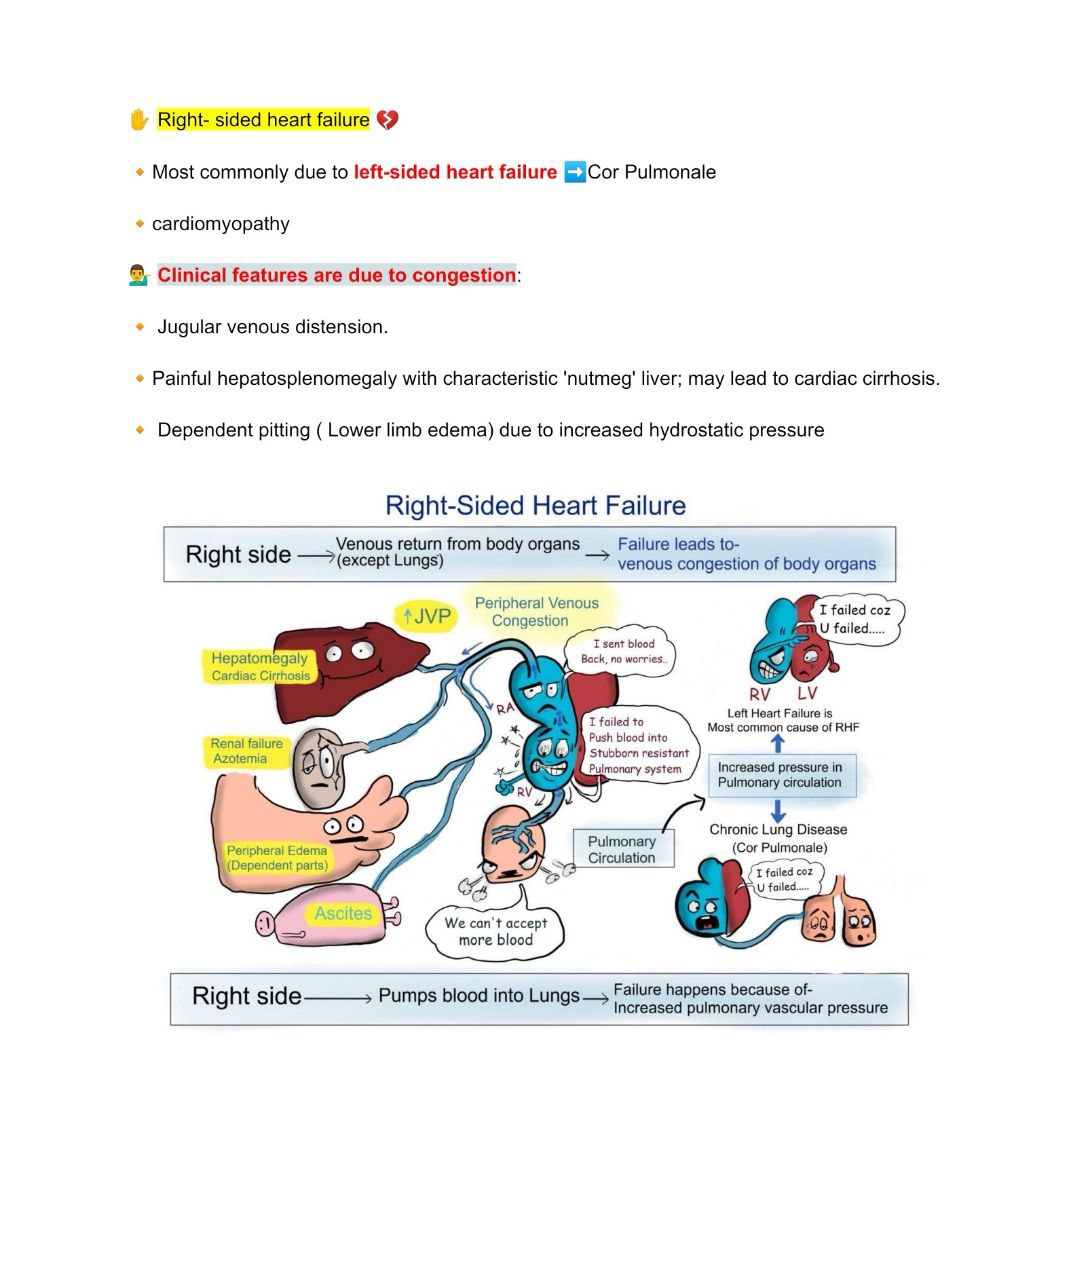 ✋ Right- sided heart failure 💔
🔸Most commonly due to left-sided heart failure ➡️Cor Pulmonale
🔸cardiomyopathy
💁‍♂️ Clinical features are due to congestion:
🔸 Jugular venous distension.
🔸Painful hepatosplenomegaly with characteristic 'nutmeg' liver; may lead to cardiac cirrhosis.
🔸 Dependent pitting ( Lower limb edema) due to increased hydrostatic pressure
Right-Sided Heart Failure
Right side → Venous return from body organs
(except Lungs)
→ Failure leads to-
venous congestion of body organs
↑JVP
Peripheral Venous
Congestion
I sent blood
Back, no worries..
Hepatomegaly
Cardiac Cirrhosis
RA
I failed to
Push blood into
Stubborn resistant
Pulmonary system
RV
Renal failure
Azotemia
Peripheral Edema
(Dependent parts)
Ascites
We can't accept
more blood
Pulmonary
Circulation
I failed coz
U failed.....
RV LV
Left Heart Failure is
Most common cause of RHF
Increased pressure in
Pulmonary circulation
Chronic Lung Disease
(Cor Pulmonale)
I failed coz
U failed.....
Right side → Pumps blood into Lungs → Failure happens because of-
Increased pulmonary vascular pressure